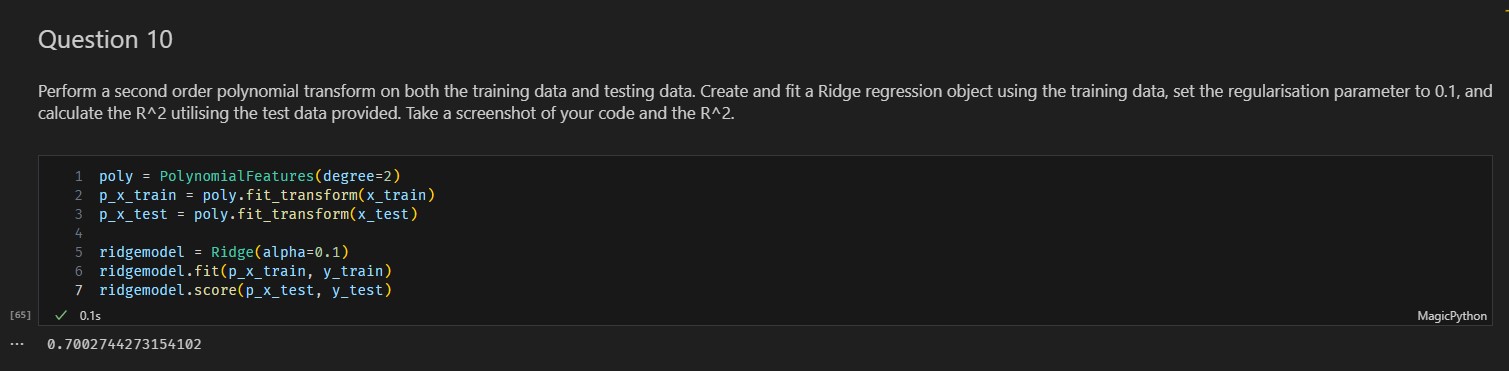 Question 10
Perform a second order polynomial transform on both the training data and testing data. Create and fit a Ridge regression object using the training data, set the regularisation parameter to 0.1, and
calculate the R^2 utilising the test data provided. Take a screenshot of your code and the R^2.
1 poly = PolynomialFeatures(degree=2)
2 p_x_train = poly.fit_transform(x_train)
3 p_x_test = poly.fit_transform(x_test)
4
5 ridgemodel = Ridge(alpha=0.1)
6 ridgemodel.fit(p_x_train, y_train)
7 ridgemodel.score(p_x_test, y_test)
[65] ✓ 0.1s MagicPython
... 0.7002744273154102